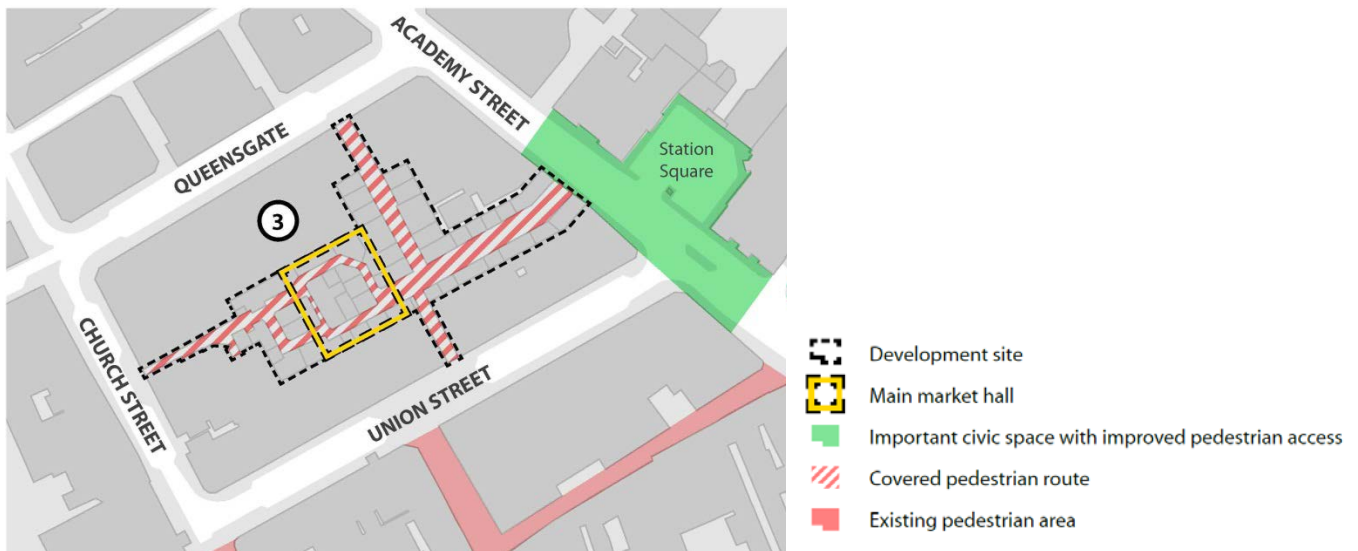 ACADEMY STREET
QUEENSGATE
Station
Square
3
CHURCH STREET
UNION STREET
Development site
Main market hall
Important civic space with improved pedestrian access
Covered pedestrian route
Existing pedestrian area